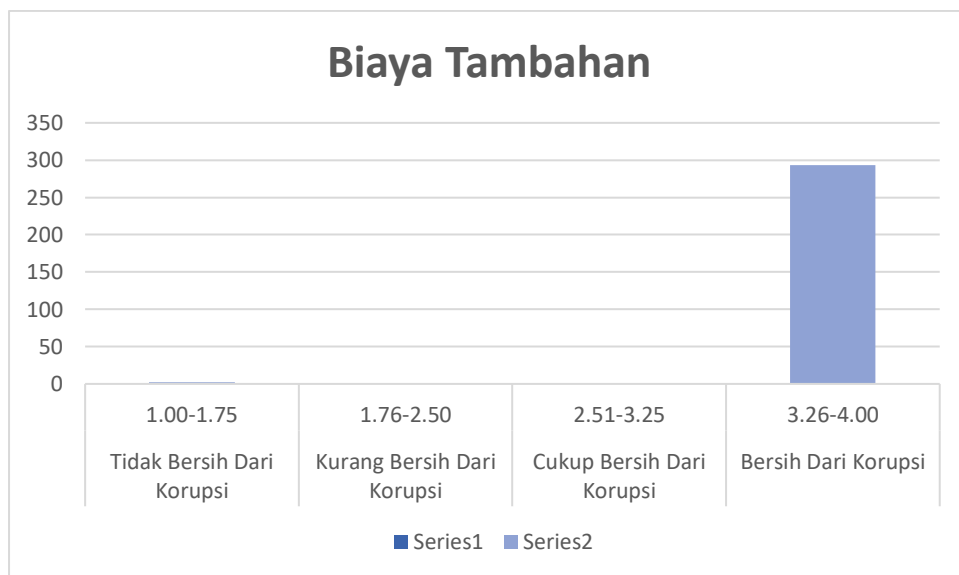 Biaya Tambahan
350
300
250
200
150
100
50
0
1.00-1.75
1.76-2.50
2.51-3.25
3.26-4.00
Tidak Bersih Dari
Korupsi
Kurang Bersih Dari
Korupsi
Cukup Bersih Dari
Korupsi
Bersih Dari Korupsi
Series1
Series2